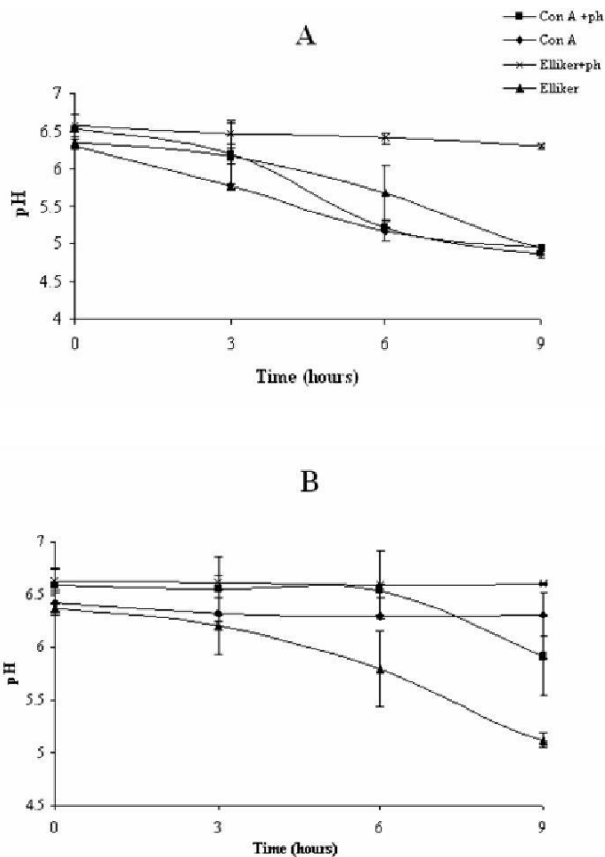 A
Con A +ph
Con A
Elliker+ph
Elliker
7
6.5
6
5.5
5
4.5
4
pH
0 3 6 9
Time (hours)
B
7
6.5
6
5.5
5
4.5
pH
0 3 6 9
Time (hours)